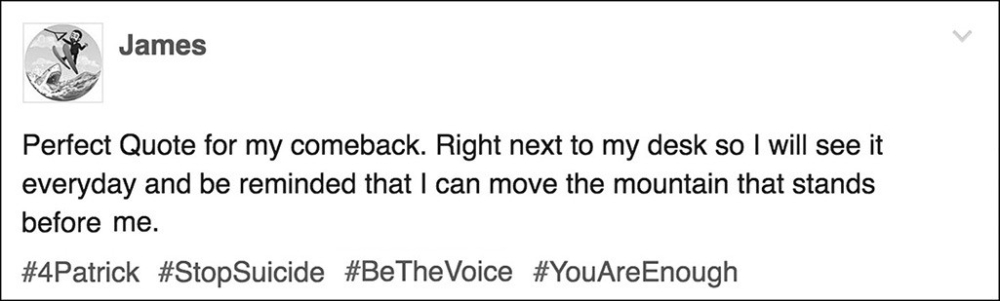 James
Perfect Quote for my comeback. Right next to my desk so I will see it
everyday and be reminded that I can move the mountain that stands
before me.
#4Patrick #StopSuicide #BeTheVoice #YouAreEnough